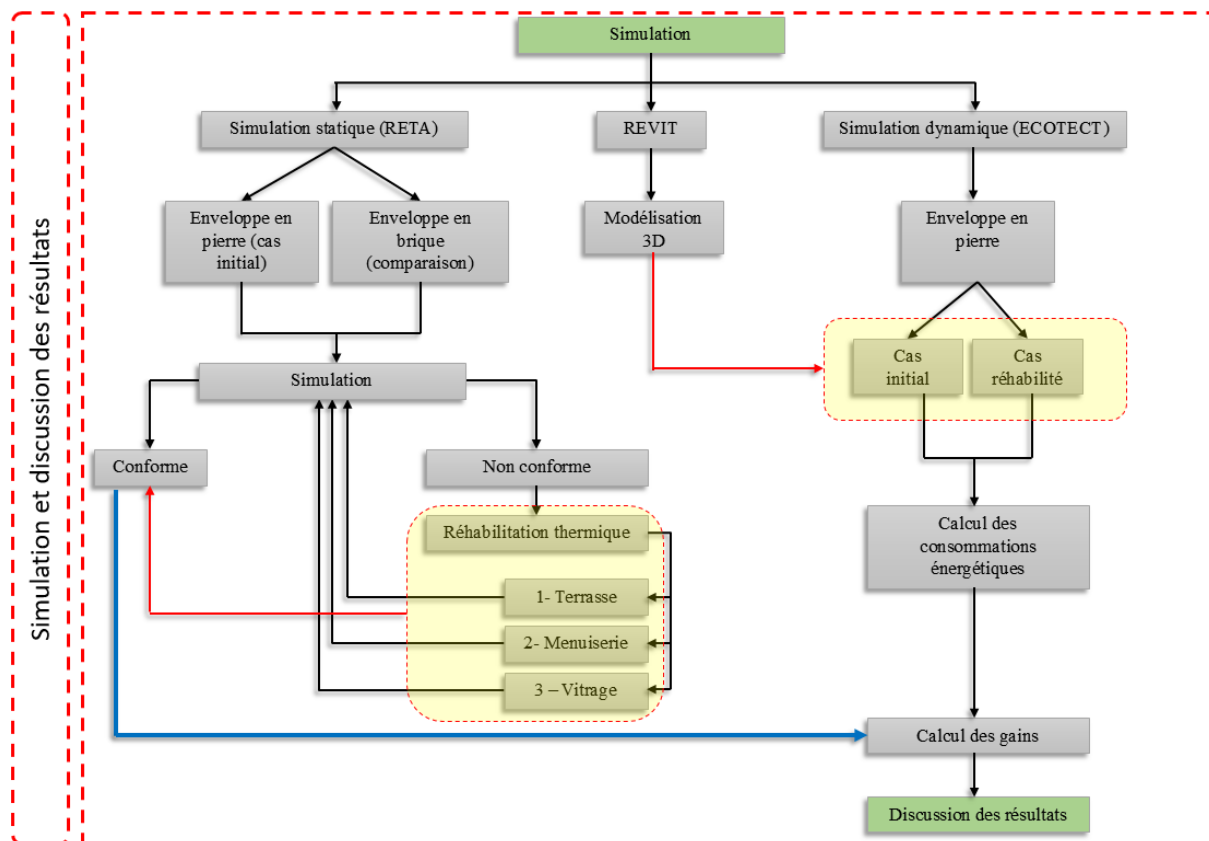 Simulation et discussion des résultats
Simulation
Simulation statique (RETA)
REVIT
Simulation dynamique (ECOTECT)
Enveloppe en
pierre (cas
initial)
Enveloppe en
brique (comparaison)
Modélisation
3D
Enveloppe en
pierre
Cas
initial
Cas
réhabilité
Simulation
Conforme
Non conforme
Réhabilitation thermique
1- Terrasse
2- Menuiserie
3 – Vitrage
Calcul des
consommations
énergétiques
Calcul des gains
Discussion des résultats